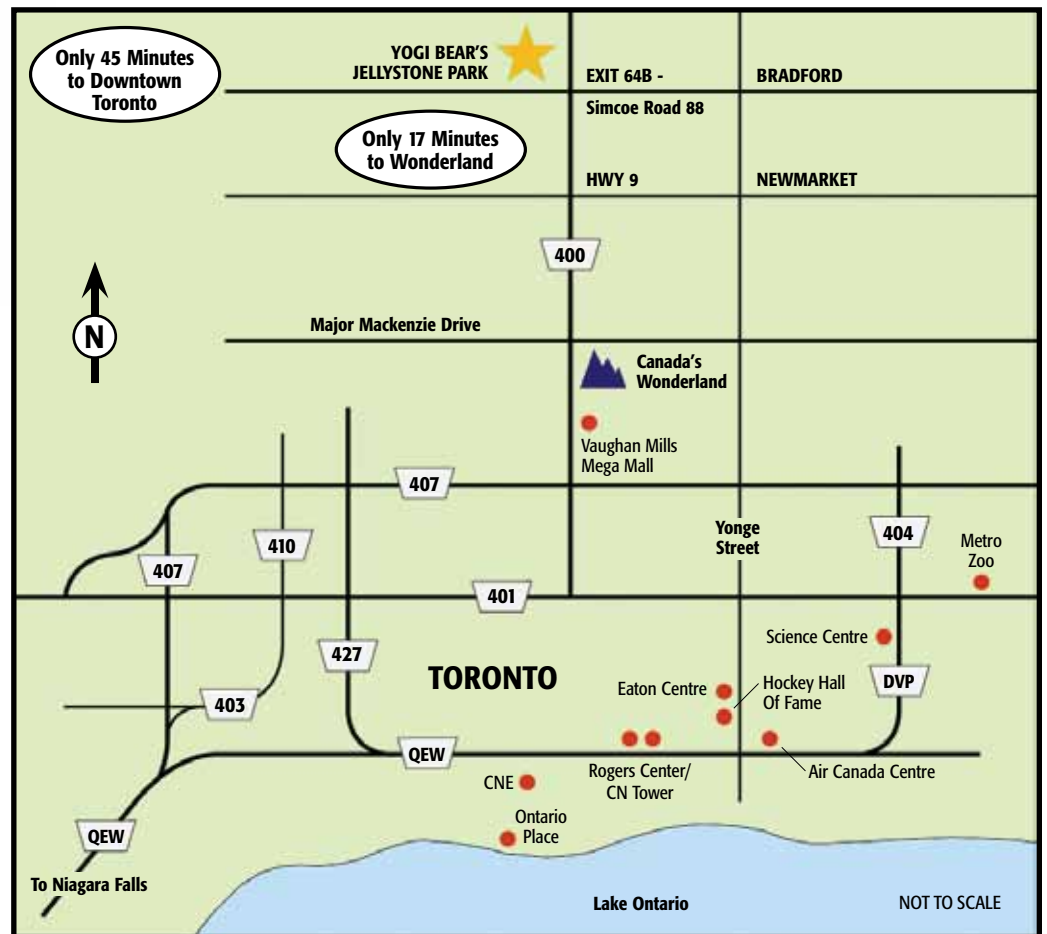 Only 45 Minutes
to Downtown
Toronto
YOGI BEAR'S
JELLYSTONE PARK
EXIT 64B -
BRADFORD
Simcoe Road 88
Only 17 Minutes
to Wonderland
HWY 9
NEWMARKET
400
N
Major Mackenzie Drive
Canada's
Wonderland
Vaughan Mills
Mega Mall
407
410
407
Yonge
Street
404
Metro
Zoo
401
427
TORONTO
Science Centre
403
Eaton Centre
Hockey Hall
Of Fame
DVP
QEW
Rogers Center/
CN Tower
Air Canada Centre
CNE
Ontario
Place
QEW
To Niagara Falls
Lake Ontario
NOT TO SCALE